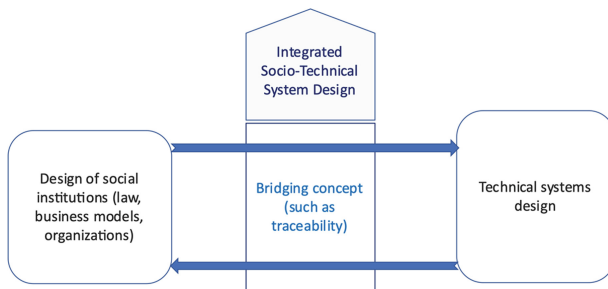 Integrated
Socio-Technical
System Design
Design of social
institutions (law,
business models,
organizations)
Bridging concept
(such as
traceability)
Technical systems
design